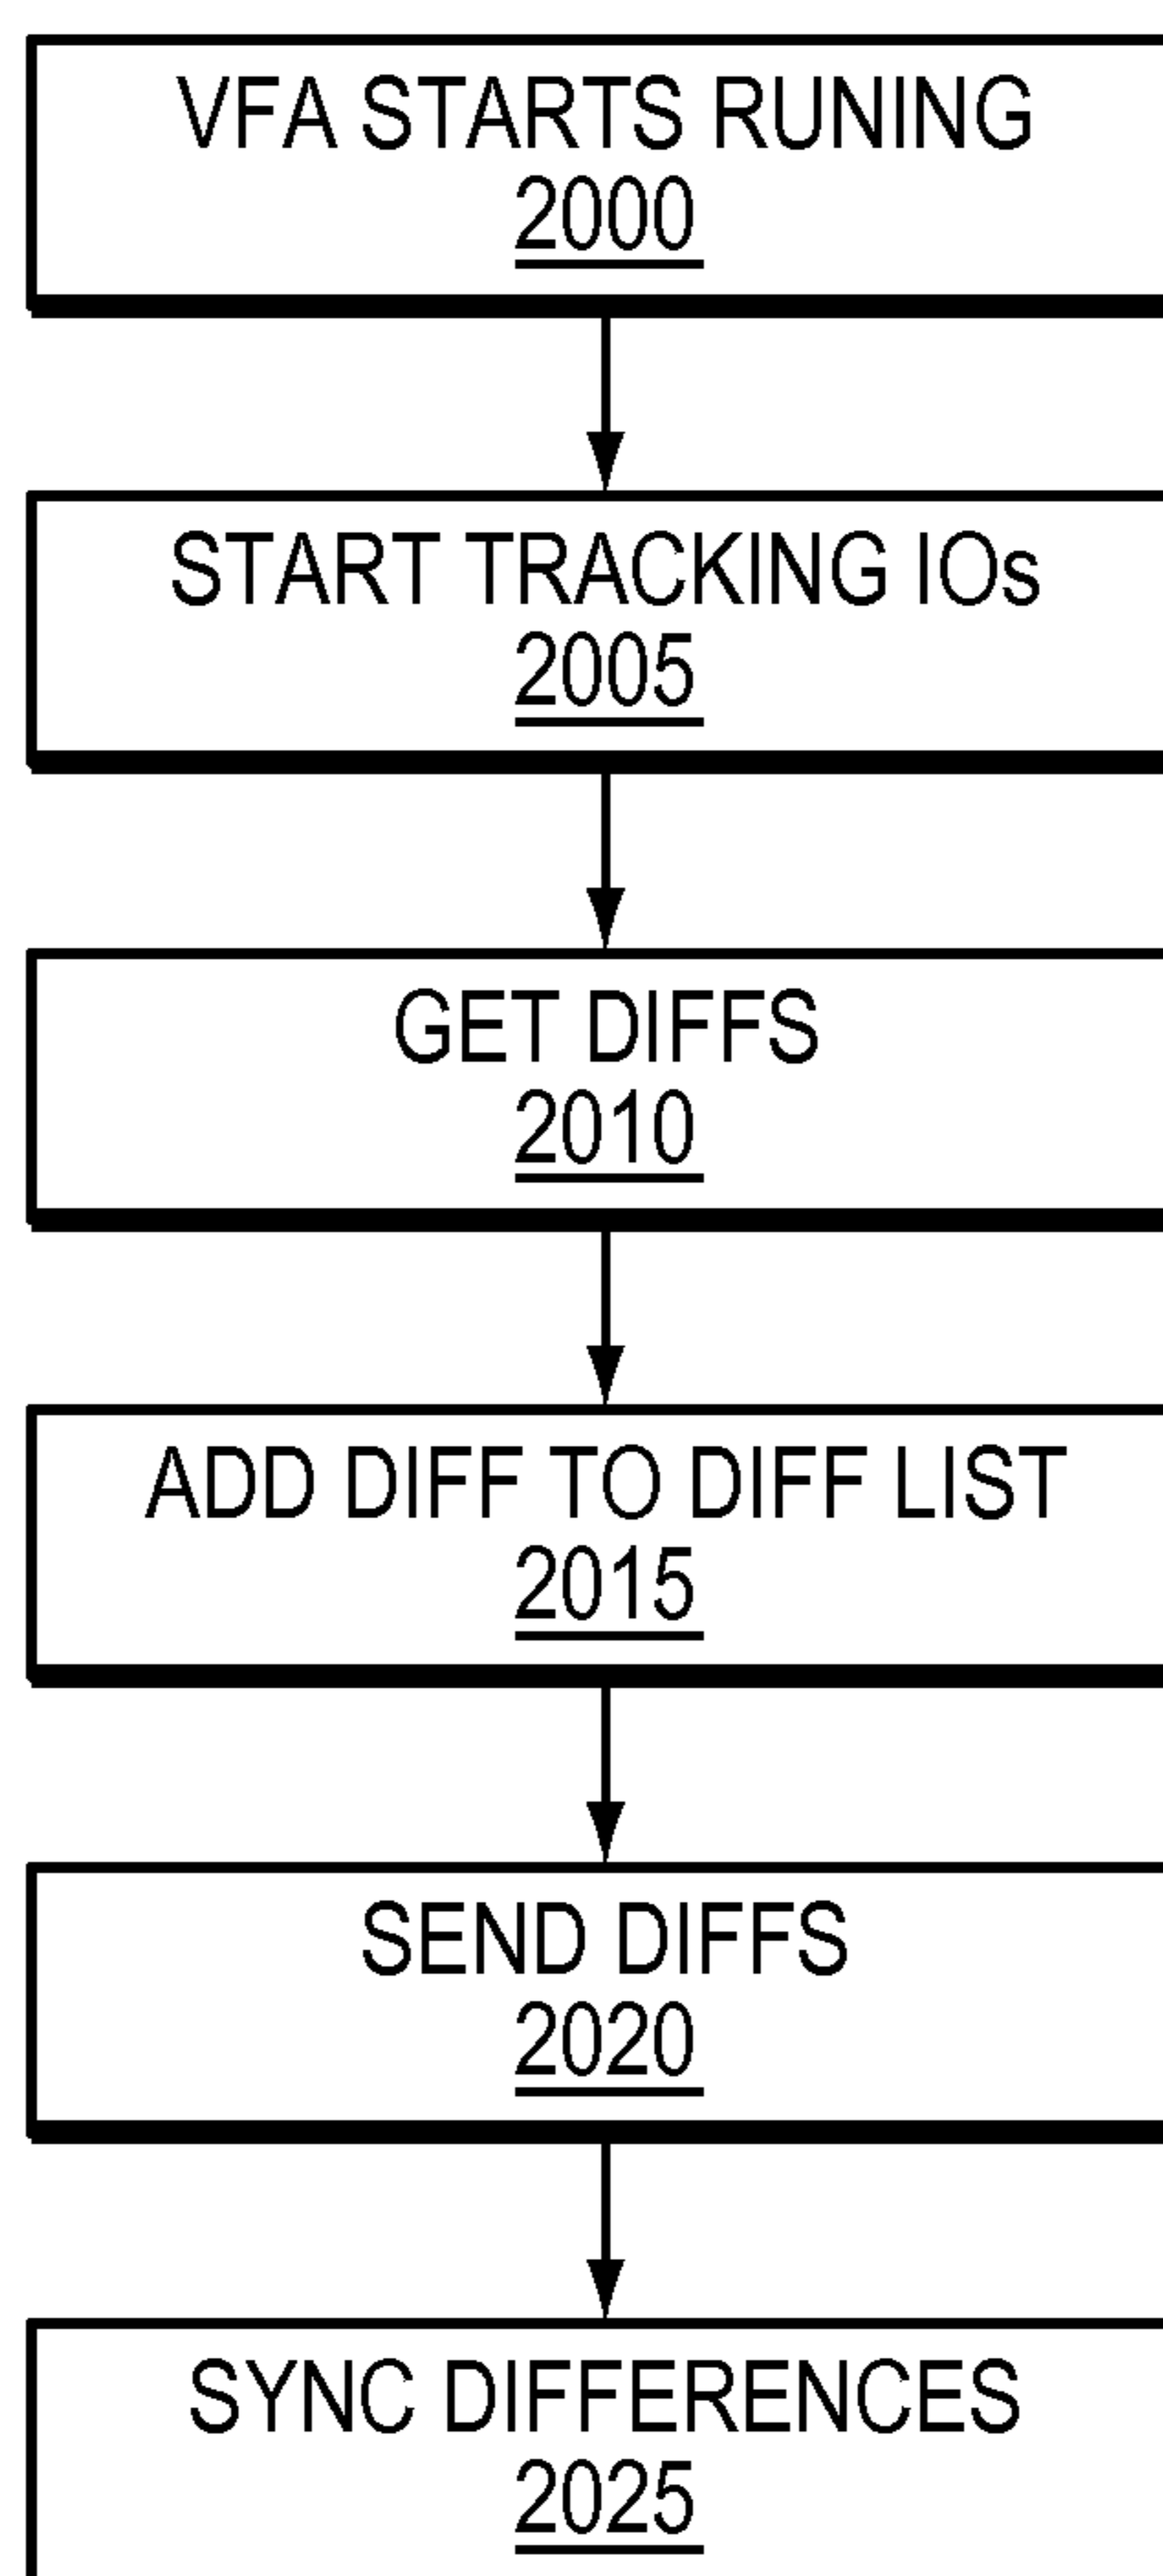 VFA STARTS RUNING
2000
START TRACKING IOs
2005
GET DIFFS
2010
ADD DIFF TO DIFF LIST
2015
SEND DIFFS
2020
SYNC DIFFERENCES
2025